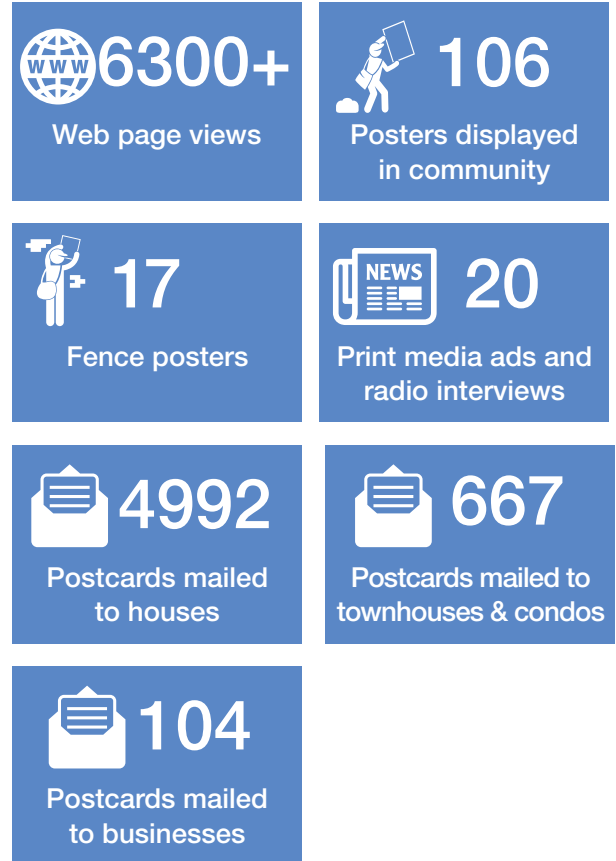 WWW 6300+
Web page views
106
Posters displayed
in community
17
Fence posters
NEWS 20
Print media ads and
radio interviews
4992
Postcards mailed
to houses
667
Postcards mailed to
townhouses & condos
104
Postcards mailed
to businesses